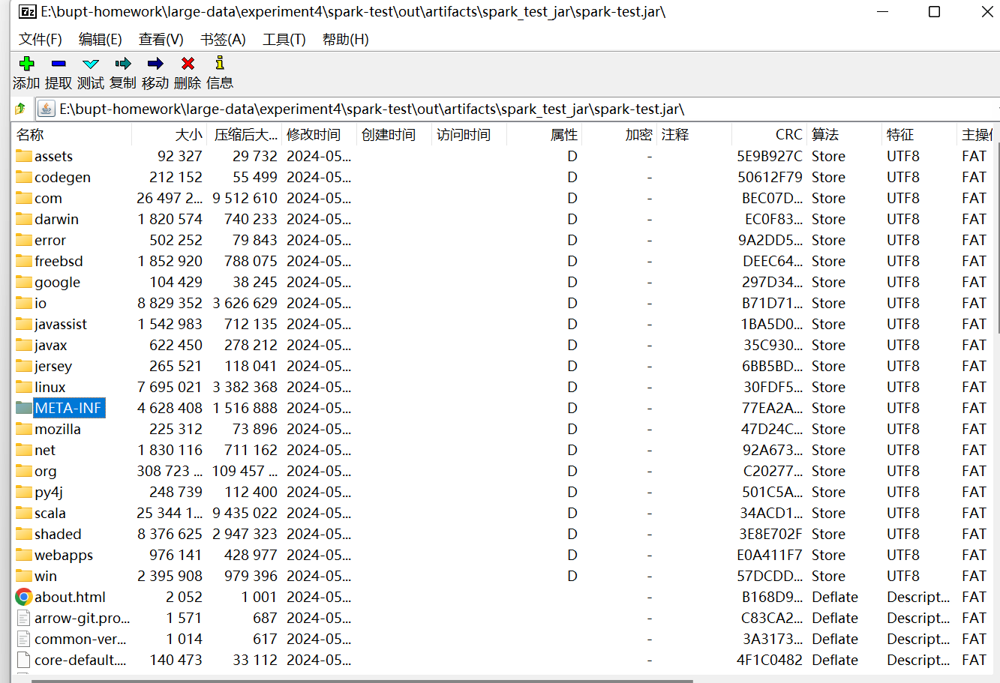 E:\bupt-homework\large-data\experiment4\spark-test\out\artifacts\spark_test_jar\spark-test.jar\
文件(F) 编辑(E) 查看(V) 书签(A) 工具(T) 帮助(H)
添加 提取 测试 复制 移动 删除 信息
E:\bupt-homework\large-data\experiment4\spark-test\out\artifacts\spark_test_jar\spark-test.jar\
名称 大小 压缩后大... 修改时间 创建时间 访问时间 属性 加密 注释 CRC 算法 特征 主操
assets 92 327 29 732 2024-05... D - 5E9B927C Store UTF8 FAT
codegen 212 152 55 499 2024-05... D - 50612F79 Store UTF8 FAT
com 26 497 2... 9 512 610 2024-05... D - BEC07D... Store UTF8 FAT
darwin 1 820 574 740 233 2024-05... D - EC0F83... Store UTF8 FAT
error 502 252 79 843 2024-05... D - 9A2DD5... Store UTF8 FAT
freebsd 1 852 920 788 075 2024-05... D - DEEC64... Store UTF8 FAT
google 104 429 38 245 2024-05... D - 297D34... Store UTF8 FAT
io 8 829 352 3 626 629 2024-05... D - B71D71... Store UTF8 FAT
javassist 1 542 983 712 135 2024-05... D - 1BA5D0... Store UTF8 FAT
javax 622 450 278 212 2024-05... D - 35C930... Store UTF8 FAT
jersey 265 521 118 041 2024-05... D - 6BB5BD... Store UTF8 FAT
linux 7 695 021 3 382 368 2024-05... D - 30FDF5... Store UTF8 FAT
META-INF 4 628 408 1 516 888 2024-05... D - 77EA2A... Store UTF8 FAT
mozilla 225 312 73 896 2024-05... D - 47D24C... Store UTF8 FAT
net 1 830 116 711 162 2024-05... D - 92A673... Store UTF8 FAT
org 308 723 ... 109 457 ... 2024-05... D - C20277... Store UTF8 FAT
py4j 248 739 112 400 2024-05... D - 501C5A... Store UTF8 FAT
scala 25 344 1... 9 435 022 2024-05... D - 34ACD1... Store UTF8 FAT
shaded 8 376 625 2 947 323 2024-05... D - 3E8E702F Store UTF8 FAT
webapps 976 141 428 977 2024-05... D - E0A411F7 Store UTF8 FAT
win 2 395 908 979 396 2024-05... D - 57DCDD... Store UTF8 FAT
about.html 2 052 1 001 2024-05... - B168D9... Deflate Descript... FAT
arrow-git.pro... 1 571 687 2024-05... - C83CA2... Deflate Descript... FAT
common-ver... 1 014 617 2024-05... - 3A3173... Deflate Descript... FAT
core-default.... 140 473 33 112 2024-05... - 4F1C0482 Deflate Descript... FAT